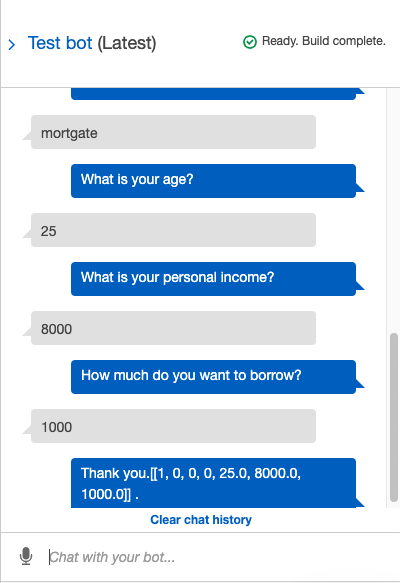 Test bot (Latest)
Ready. Build complete.
mortgate
What is your age?
25
What is your personal income?
8000
How much do you want to borrow?
1000
Thank you.[[1, 0, 0, 0, 25.0, 8000.0,
1000.0]] .
Clear chat history
Chat with your bot...